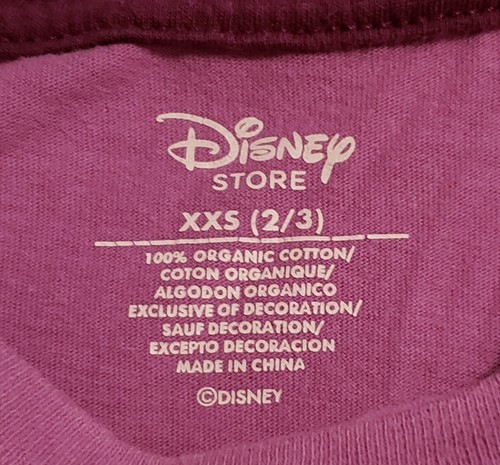 Disney
STORE
XXS (2/3)
100% ORGANIC COTTON/
COTON ORGANIQUE/
ALGODON ORGANICO
EXCLUSIVE OF DECORATION/
SAUF DECORATION/
EXCEPTO DECORACION
MADE IN CHINA
©DISNEY